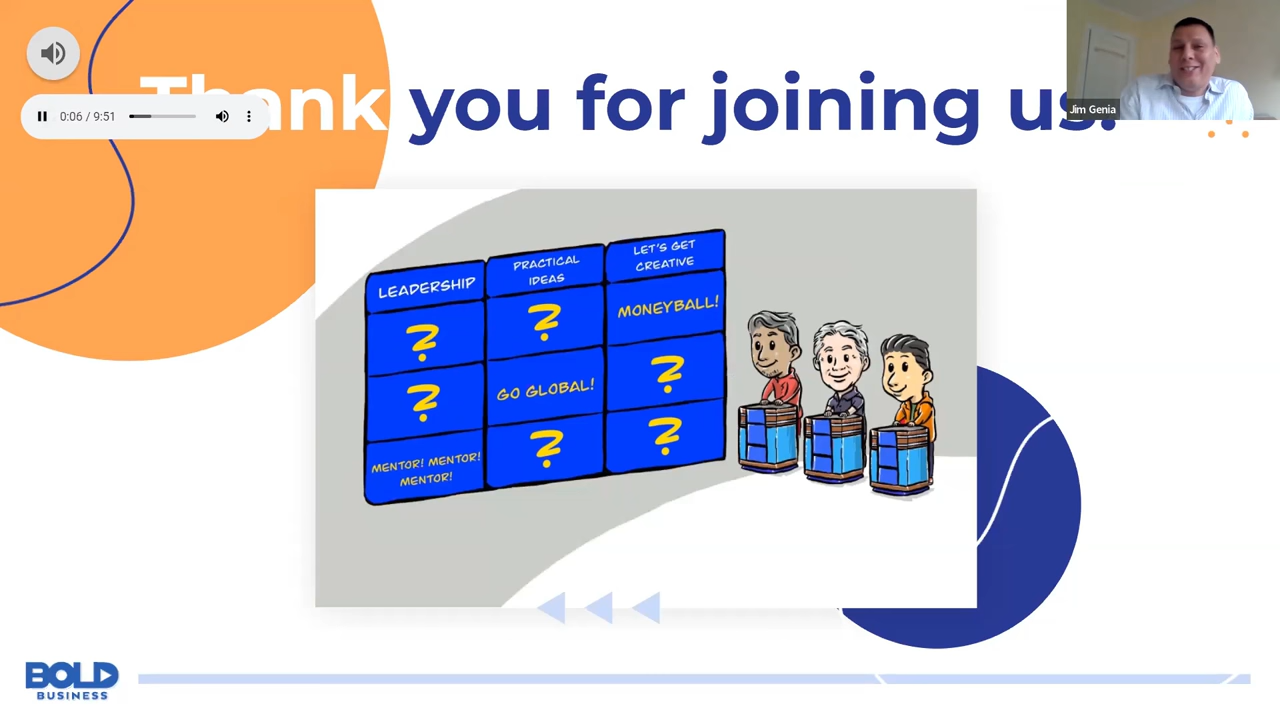 Thank you for joining us.
0:06 / 9:51
Jim Genia
LEADERSHIP
?
?
MENTOR! MENTOR!
MENTOR!
PRACTICAL
IDEAS
?
GO GLOBAL!
?
LET'S GET
CREATIVE
MONEYBALL!
?
?
BOLD
BUSINESS